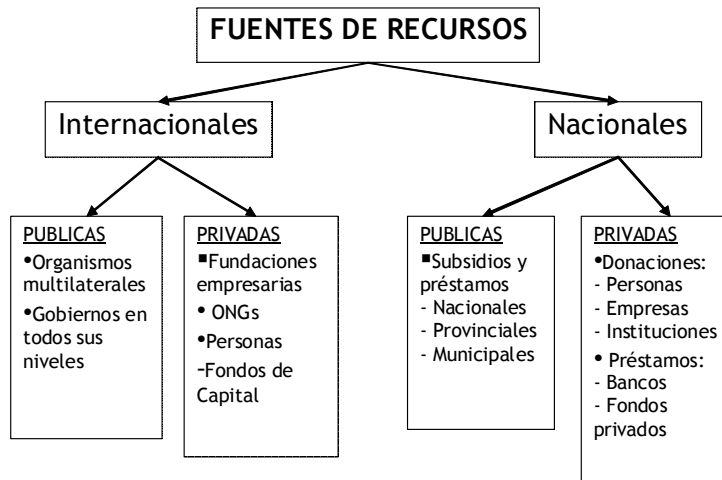 FUENTES DE RECURSOS
Internacionales
Nacionales
PUBLICAS
•Organismos
multilaterales
•Gobiernos en
todos sus
niveles
PRIVADAS
▪Fundaciones
empresarias
• ONGs
•Personas
-Fondos de
Capital
PUBLICAS
▪Subsidios y
préstamos
- Nacionales
- Provinciales
- Municipales
PRIVADAS
•Donaciones:
- Personas
- Empresas
- Instituciones
• Préstamos:
- Bancos
- Fondos
privados